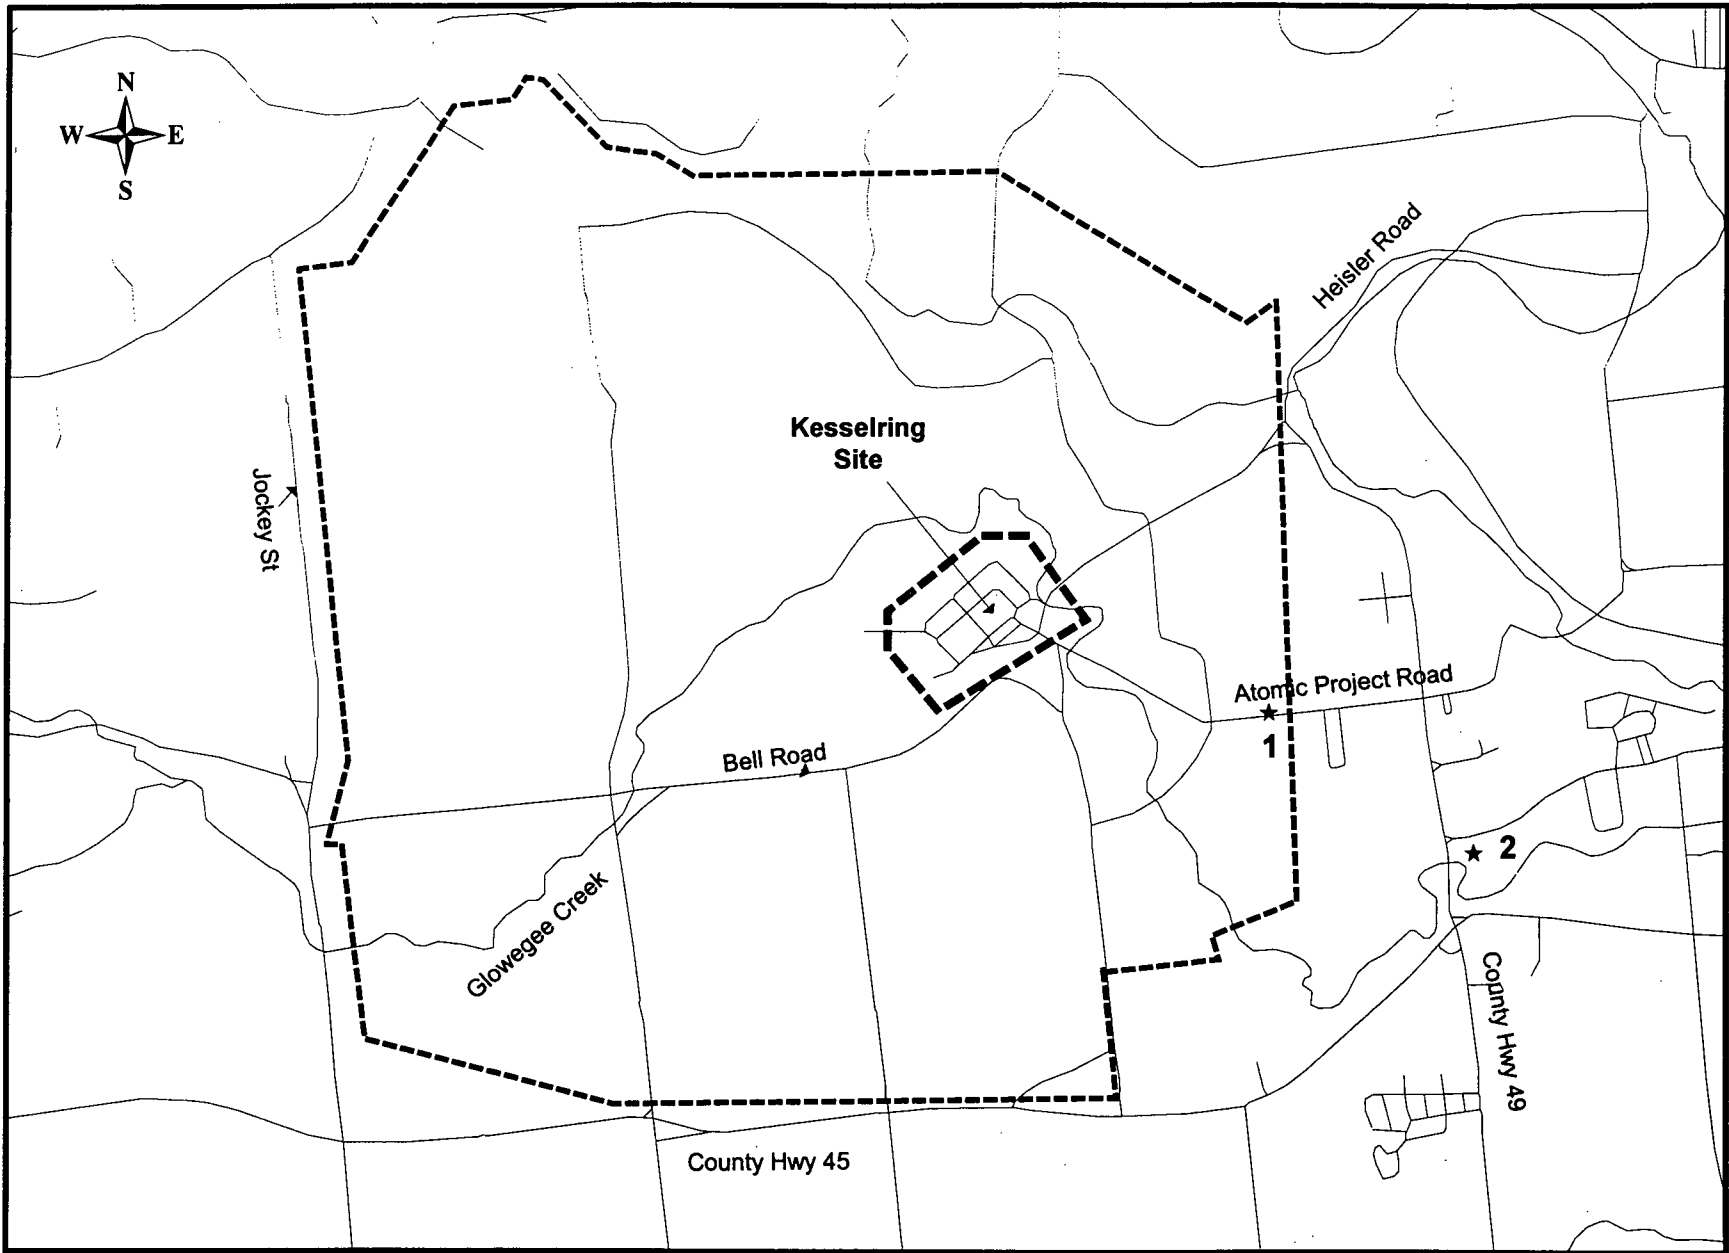 N
W E
S
Heisler Road
Kesselring
Site
Jockey St
Atomic Project Road
1
Bell Road
2
Glowegee Creek
County Hwy 49
County Hwy 45